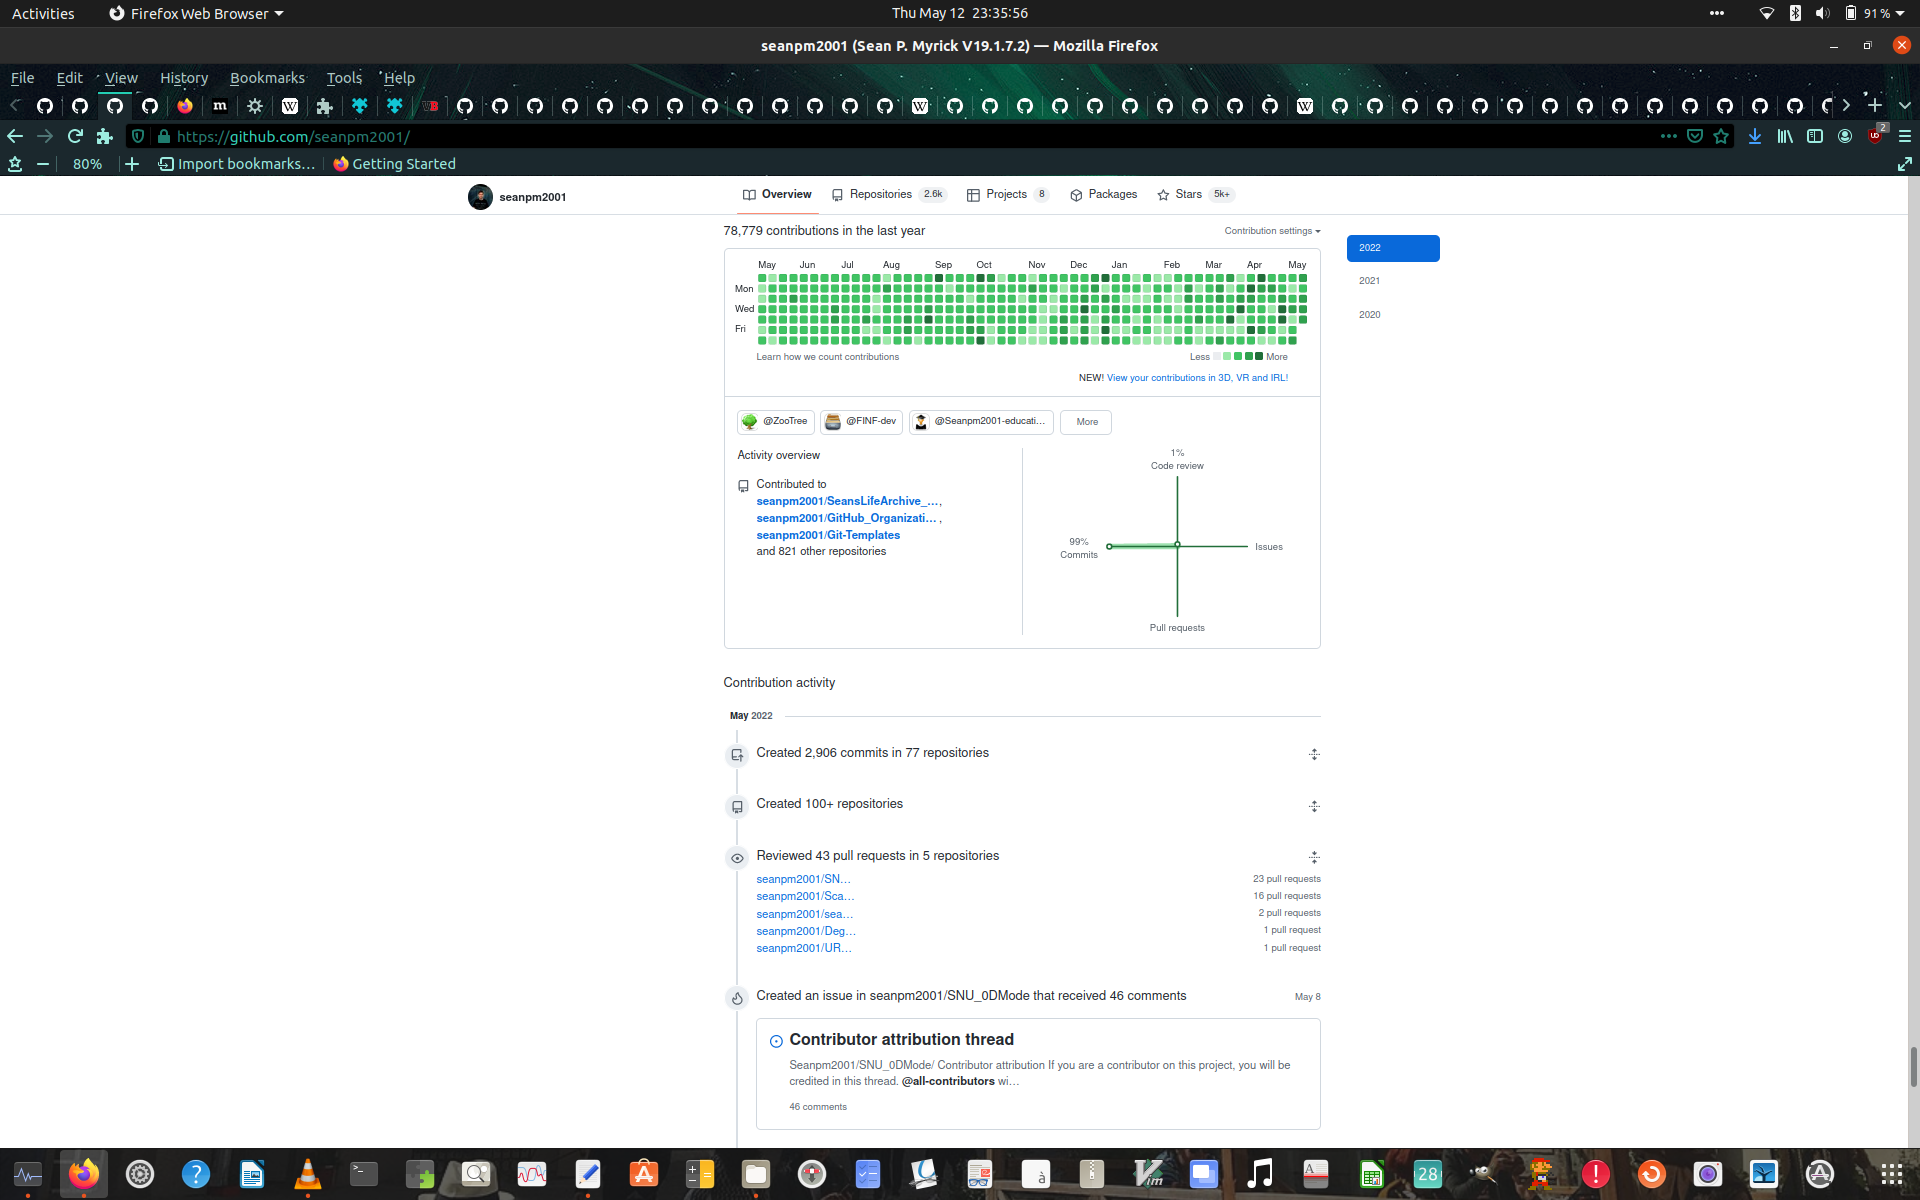 Activities
Firefox Web Browser
Thu May 12 23:35:56
91 %
seanpm2001 (Sean P. Myrick V19.1.7.2) — Mozilla Firefox
File Edit View History Bookmarks Tools Help
https://github.com/seanpm2001/
2
80%
Import bookmarks...
Getting Started
seanpm2001
Overview
Repositories 2.6k
Projects 8
Packages
Stars 5k+
78,779 contributions in the last year
Contribution settings
2022
2021
2020
May Jun Jul Aug Sep Oct Nov Dec Jan Feb Mar Apr May
Mon
Wed
Fri
Learn how we count contributions
Less More
NEW! View your contributions in 3D, VR and IRL!
@ZooTree
@FINF-dev
@Seanpm2001-educati...
More
Activity overview
Contributed to
seanpm2001/SeansLifeArchive_...,
seanpm2001/GitHub_Organizati... ,
seanpm2001/Git-Templates
and 821 other repositories
1%
Code review
99%
Commits
Issues
Pull requests
Contribution activity
May 2022
Created 2,906 commits in 77 repositories
Created 100+ repositories
Reviewed 43 pull requests in 5 repositories
seanpm2001/SN... 23 pull requests
seanpm2001/Sca... 16 pull requests
seanpm2001/sea... 2 pull requests
seanpm2001/Deg... 1 pull request
seanpm2001/UR... 1 pull request
Created an issue in seanpm2001/SNU_0DMode that received 46 comments May 8
Contributor attribution thread
Seanpm2001/SNU_0DMode/ Contributor attribution If you are a contributor on this project, you will be
credited in this thread. @all-contributors wi...
46 comments
28